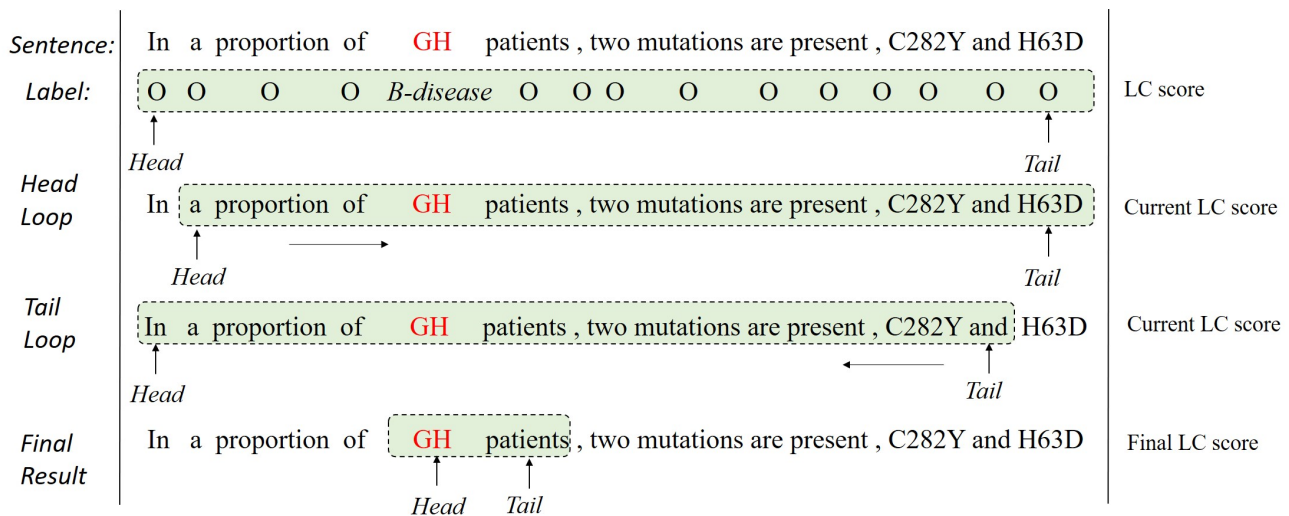 Sentence: In a proportion of GH patients , two mutations are present , C282Y and H63D
Label: O O O O B-disease O O O O O O O O O O LC score
Head Tail
Head Loop In a proportion of GH patients , two mutations are present , C282Y and H63D Current LC score
Head Tail
Tail Loop In a proportion of GH patients , two mutations are present , C282Y and H63D Current LC score
Head Tail
Final Result In a proportion of GH patients , two mutations are present , C282Y and H63D Final LC score
Head Tail